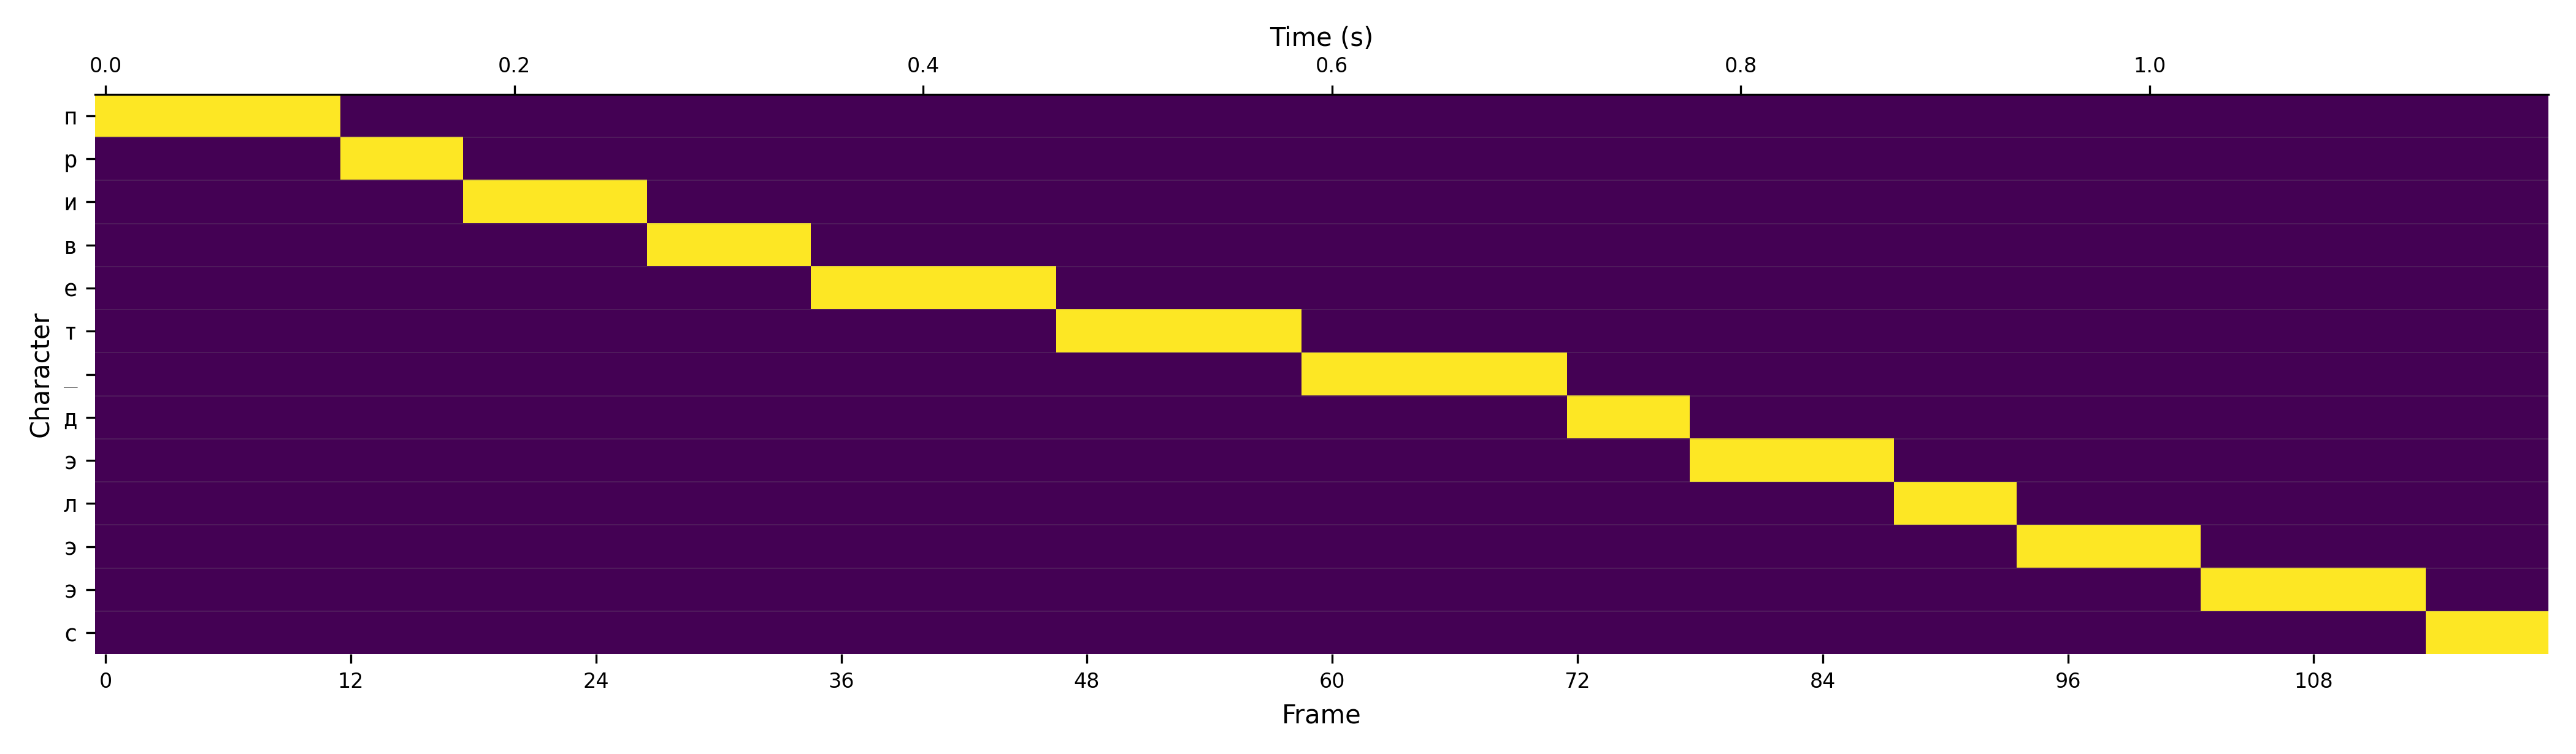 Time (s)
0.0 0.2 0.4 0.6 0.8 1.0
Character
п
р
и
в
е
т
_
д
э
л
э
э
с
0 12 24 36 48 60 72 84 96 108
Frame